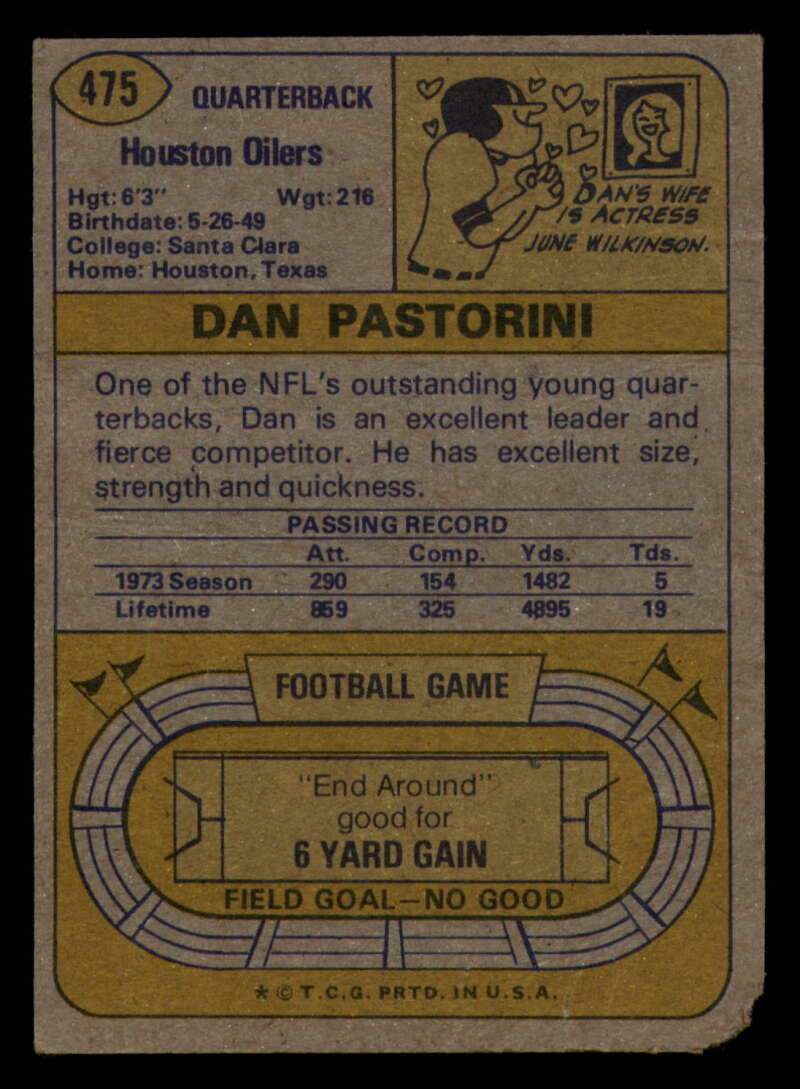 475
QUARTERBACK
Houston Oilers
Hgt: 6'3" Wgt: 216
Birthdate: 5-26-49
College: Santa Clara
Home: Houston, Texas
DAN'S WIFE
IS ACTRESS
JUNE WILKINSON.
DAN PASTORINI
One of the NFL's outstanding young quar-
terbacks, Dan is an excellent leader and
fierce competitor. He has excellent size,
strength and quickness.
PASSING RECORD
Att. Comp. Yds. Tds.
1973 Season 290 154 1482 5
Lifetime 859 325 4895 19
FOOTBALL GAME
"End Around"
good for
6 YARD GAIN
FIELD GOAL—NO GOOD
* © T.C.G. PRTD. IN U.S.A.